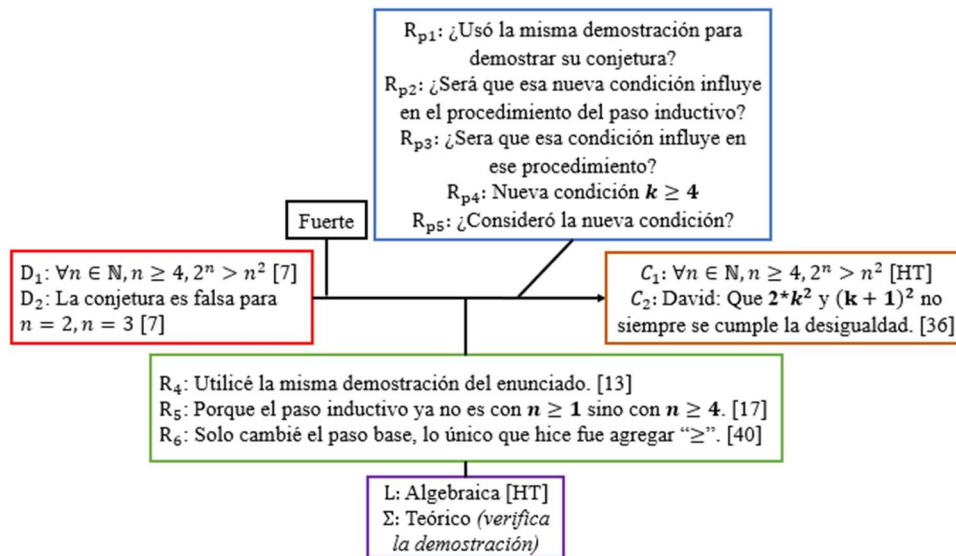 R_p1: ¿Usó la misma demostración para
demostrar su conjetura?
R_p2: ¿Será que esa nueva condición influye
en el procedimiento del paso inductivo?
R_p3: ¿Sera que esa condición influye en
ese procedimiento?
R_p4: Nueva condición k ≥ 4
R_p5: ¿Consideró la nueva condición?
Fuerte
D₁: ∀n ∈ ℕ, n ≥ 4, 2ⁿ > n² [7]
D₂: La conjetura es falsa para
n = 2, n = 3 [7]
C₁: ∀n ∈ ℕ, n ≥ 4, 2ⁿ > n² [HT]
C₂: David: Que 2*k² y (k + 1)² no
siempre se cumple la desigualdad. [36]
R₄: Utilicé la misma demostración del enunciado. [13]
R₅: Porque el paso inductivo ya no es con n ≥ 1 sino con n ≥ 4. [17]
R₆: Solo cambié el paso base, lo único que hice fue agregar “≥”. [40]
L: Algebraica [HT]
Σ: Teórico (verifica
la demostración)